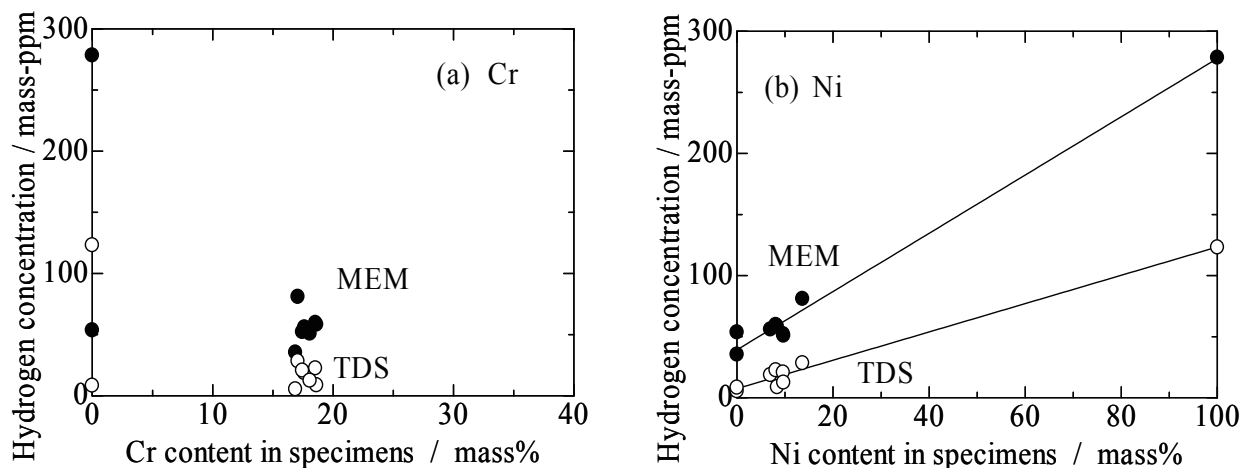 Hydrogen concentration / mass-ppm
300
200
100
0
(a) Cr
MEM
TDS
0 10 20 30 40
Cr content in specimens / mass%
Hydrogen concentration / mass-ppm
300
200
100
0
(b) Ni
MEM
TDS
0 20 40 60 80 100
Ni content in specimens / mass%